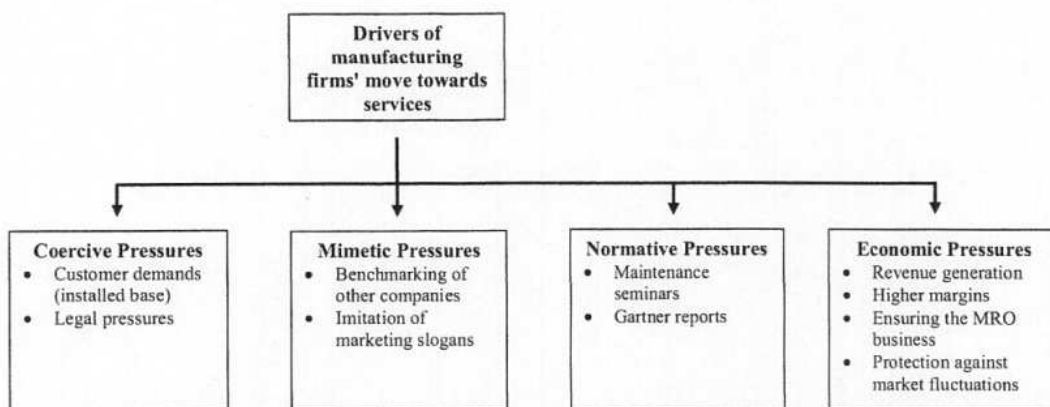 Drivers of
manufacturing
firms' move towards
services
Coercive Pressures
• Customer demands
(installed base)
• Legal pressures
Mimetic Pressures
• Benchmarking of
other companies
• Imitation of
marketing slogans
Normative Pressures
• Maintenance
seminars
• Gartner reports
Economic Pressures
• Revenue generation
• Higher margins
• Ensuring the MRO
business
• Protection against
market fluctuations